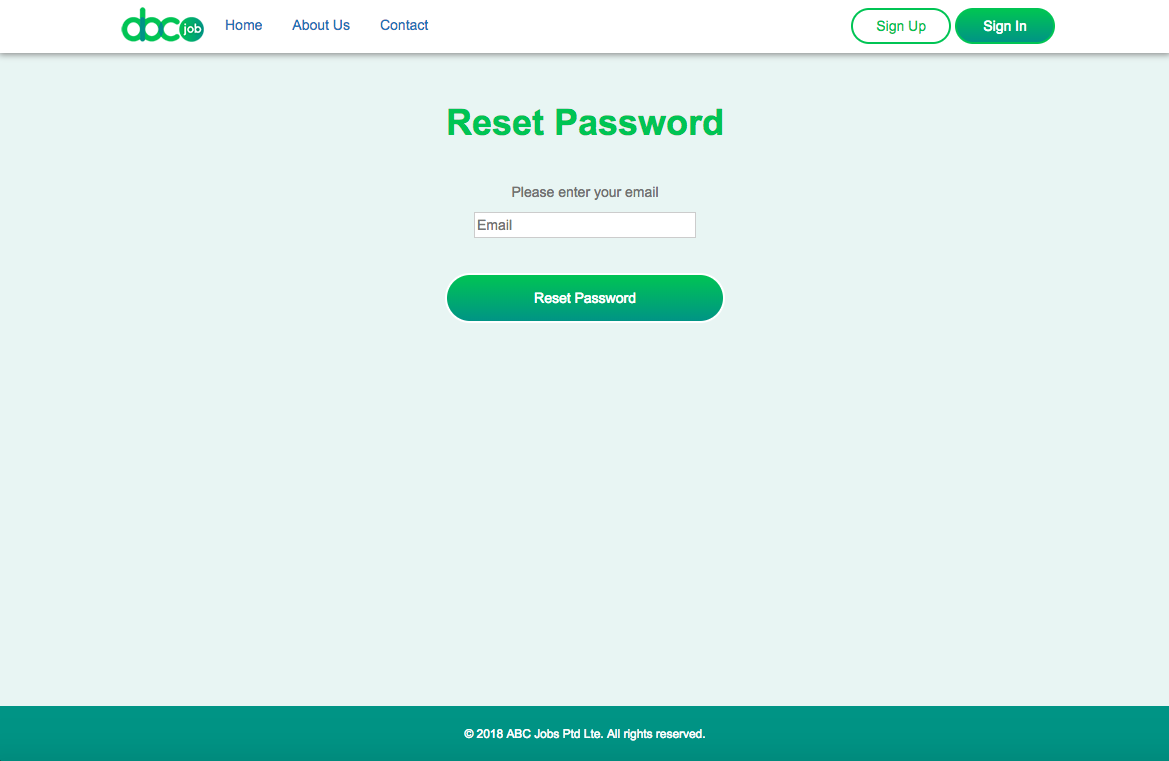 abc job Home About Us Contact Sign Up Sign In
Reset Password
Please enter your email
Email
Reset Password
© 2018 ABC Jobs Ptd Lte. All rights reserved.